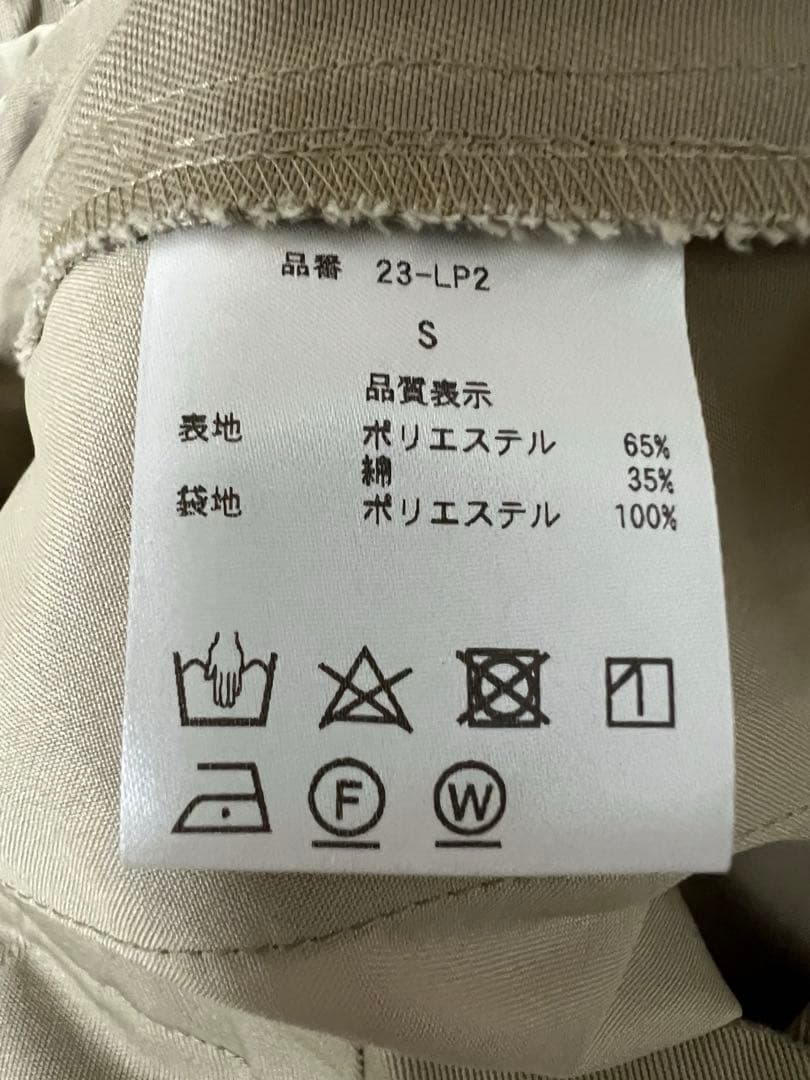 品番 23-LP2
S
品質表示
表地 ポリエステル 65%
綿 35%
袋地 ポリエステル 100%
F W